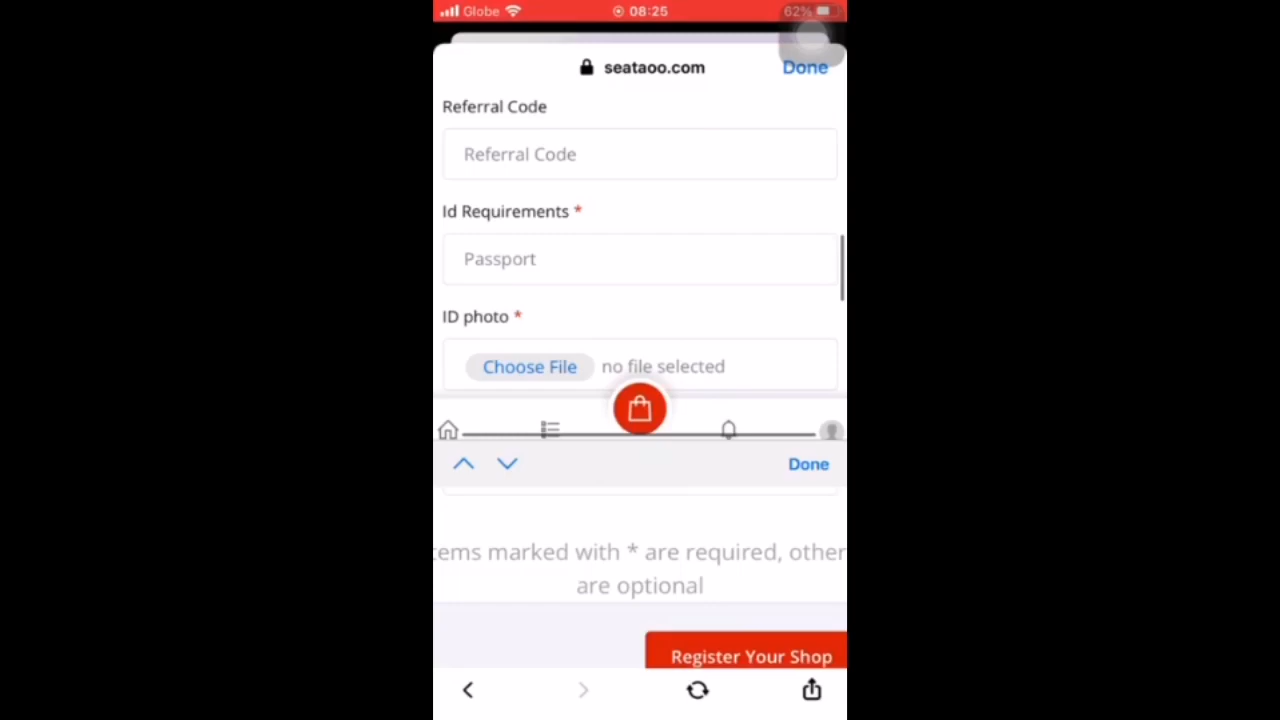 Globe 08:25 62%
seataoo.com Done
Referral Code
Referral Code
Id Requirements *
Passport
ID photo *
Choose File no file selected
Done
tems marked with * are required, other
are optional
Register Your Shop